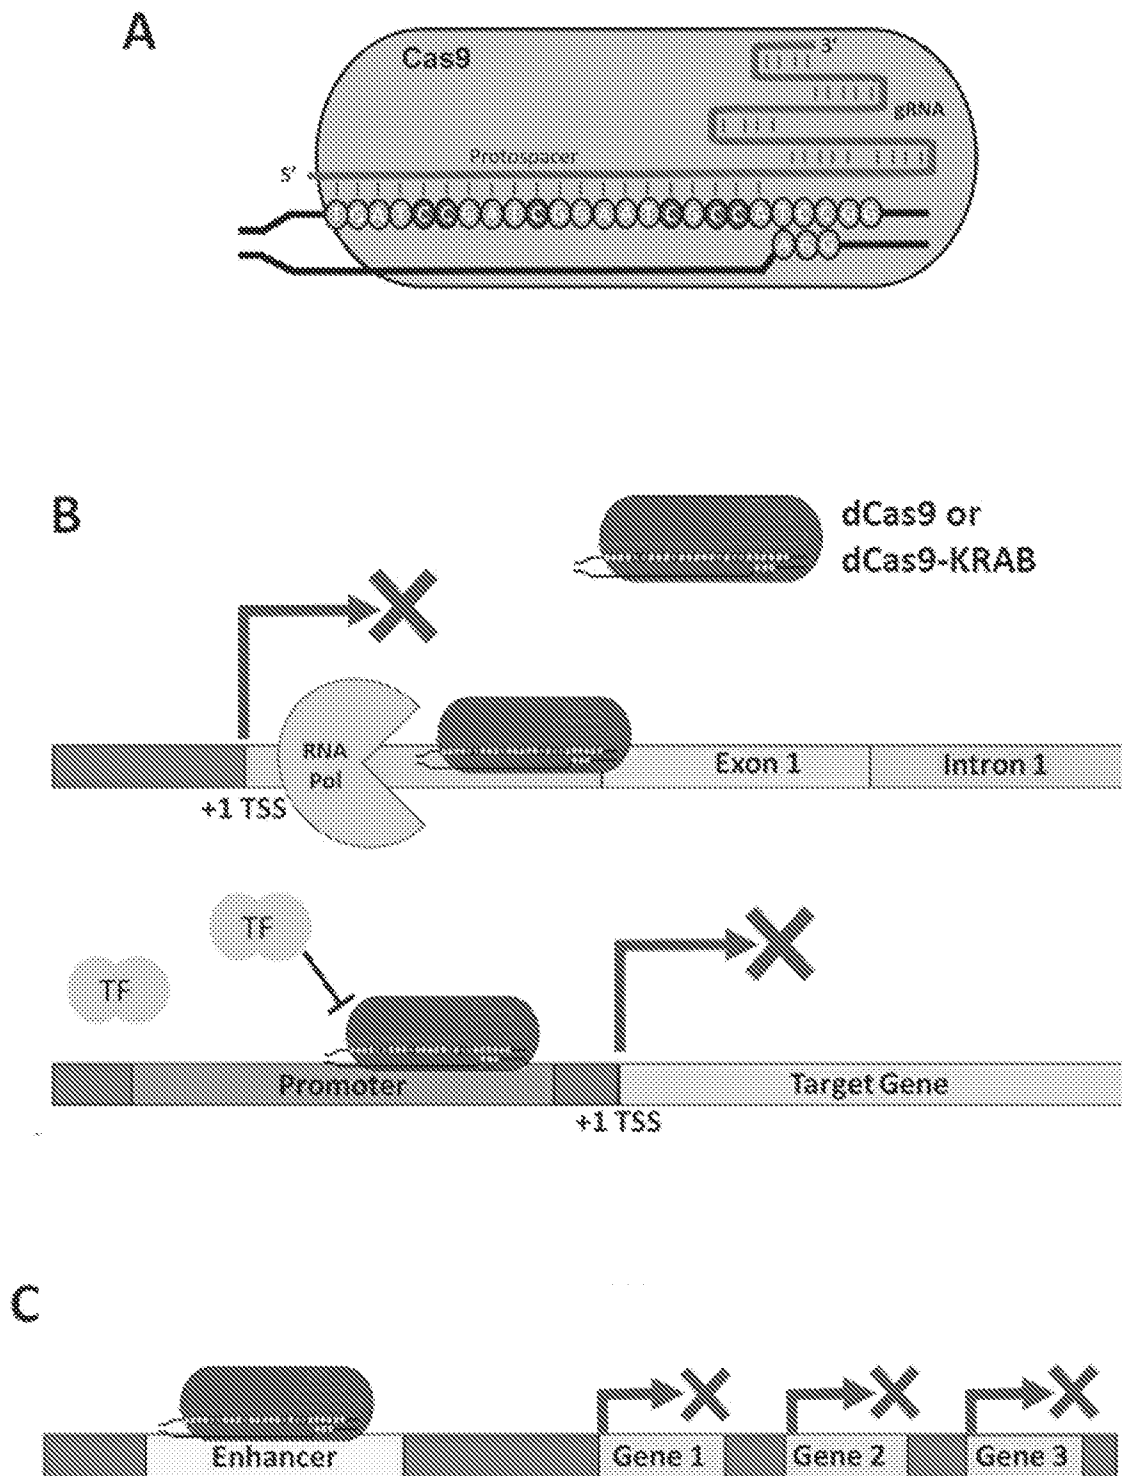 A
Cas9
3'
gRNA
Protospacer
5'
B
dCas9 or
dCas9-KRAB
RNA
Pol
Exon 1
Intron 1
+1 TSS
TF
TF
Promoter
Target Gene
+1 TSS
C
Enhancer
Gene 1
Gene 2
Gene 3